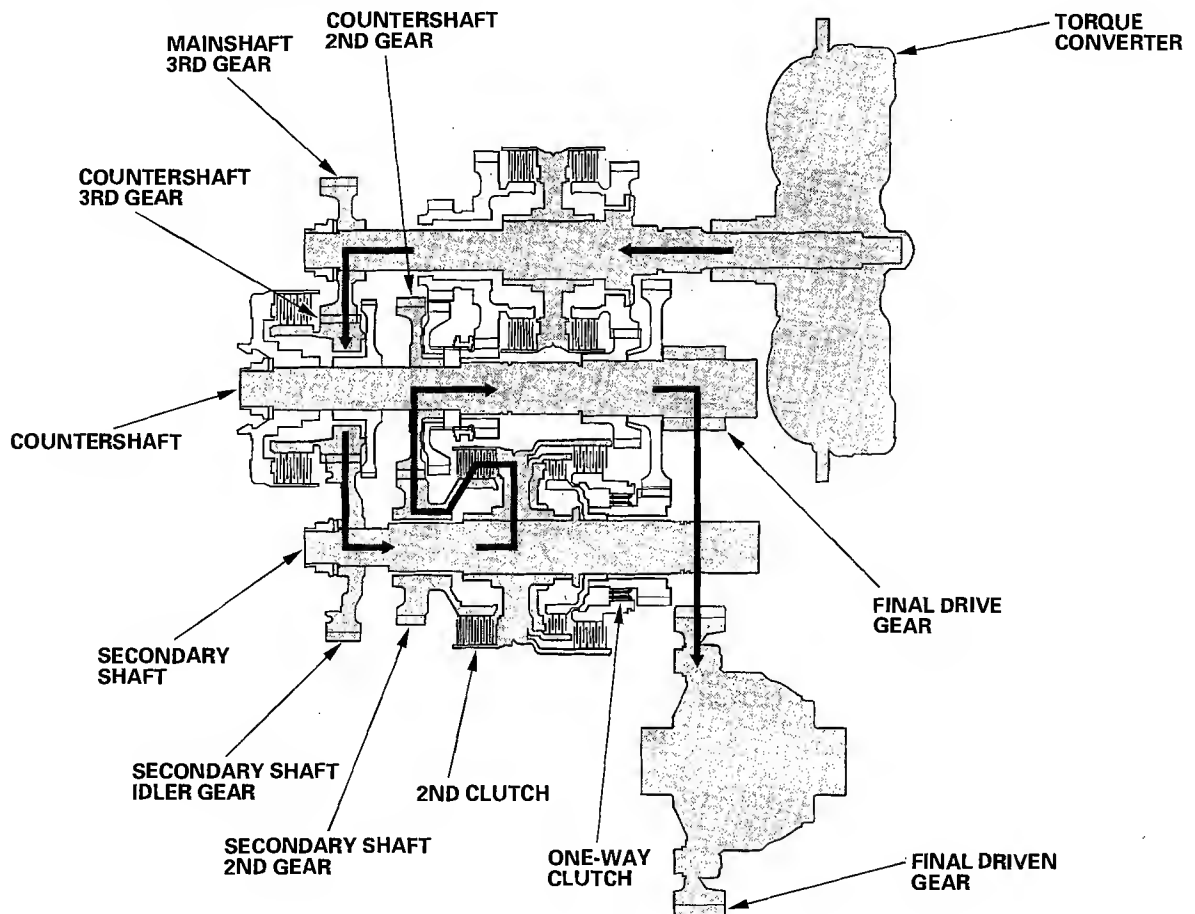 COUNTERSHAFT
2ND GEAR
TORQUE
CONVERTER
MAINSHAFT
3RD GEAR
COUNTERSHAFT
3RD GEAR
COUNTERSHAFT
FINAL DRIVE
GEAR
SECONDARY
SHAFT
SECONDARY SHAFT
IDLER GEAR
2ND CLUTCH
SECONDARY SHAFT
2ND GEAR
ONE-WAY
CLUTCH
FINAL DRIVEN
GEAR